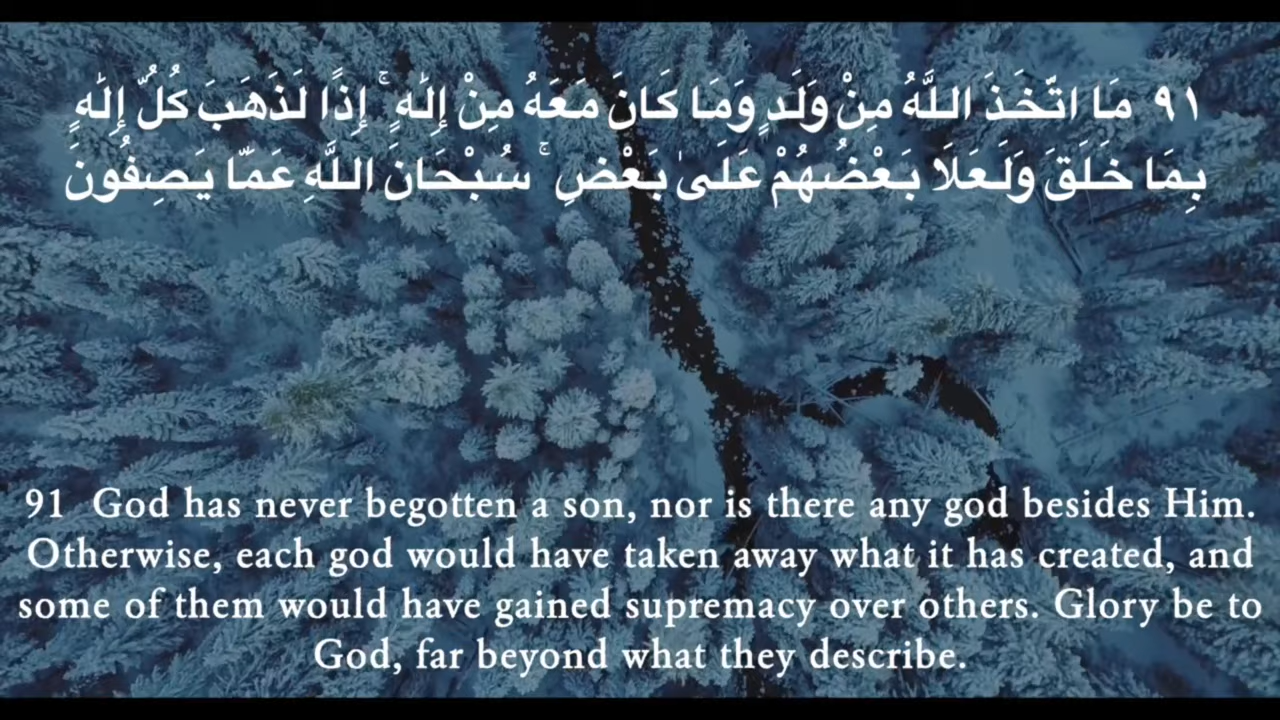 ٩١ مَا اتَّخَذَ اللَّهُ مِنْ وَلَدٍ وَمَا كَانَ مَعَهُ مِنْ إِلَٰهٍ ۚ إِذًا لَذَهَبَ كُلُّ إِلَٰهٍ
بِمَا خَلَقَ وَلَعَلَا بَعْضُهُمْ عَلَىٰ بَعْضٍ ۚ سُبْحَانَ اللَّهِ عَمَّا يَصِفُونَ
91 God has never begotten a son, nor is there any god besides Him.
Otherwise, each god would have taken away what it has created, and
some of them would have gained supremacy over others. Glory be to
God, far beyond what they describe.